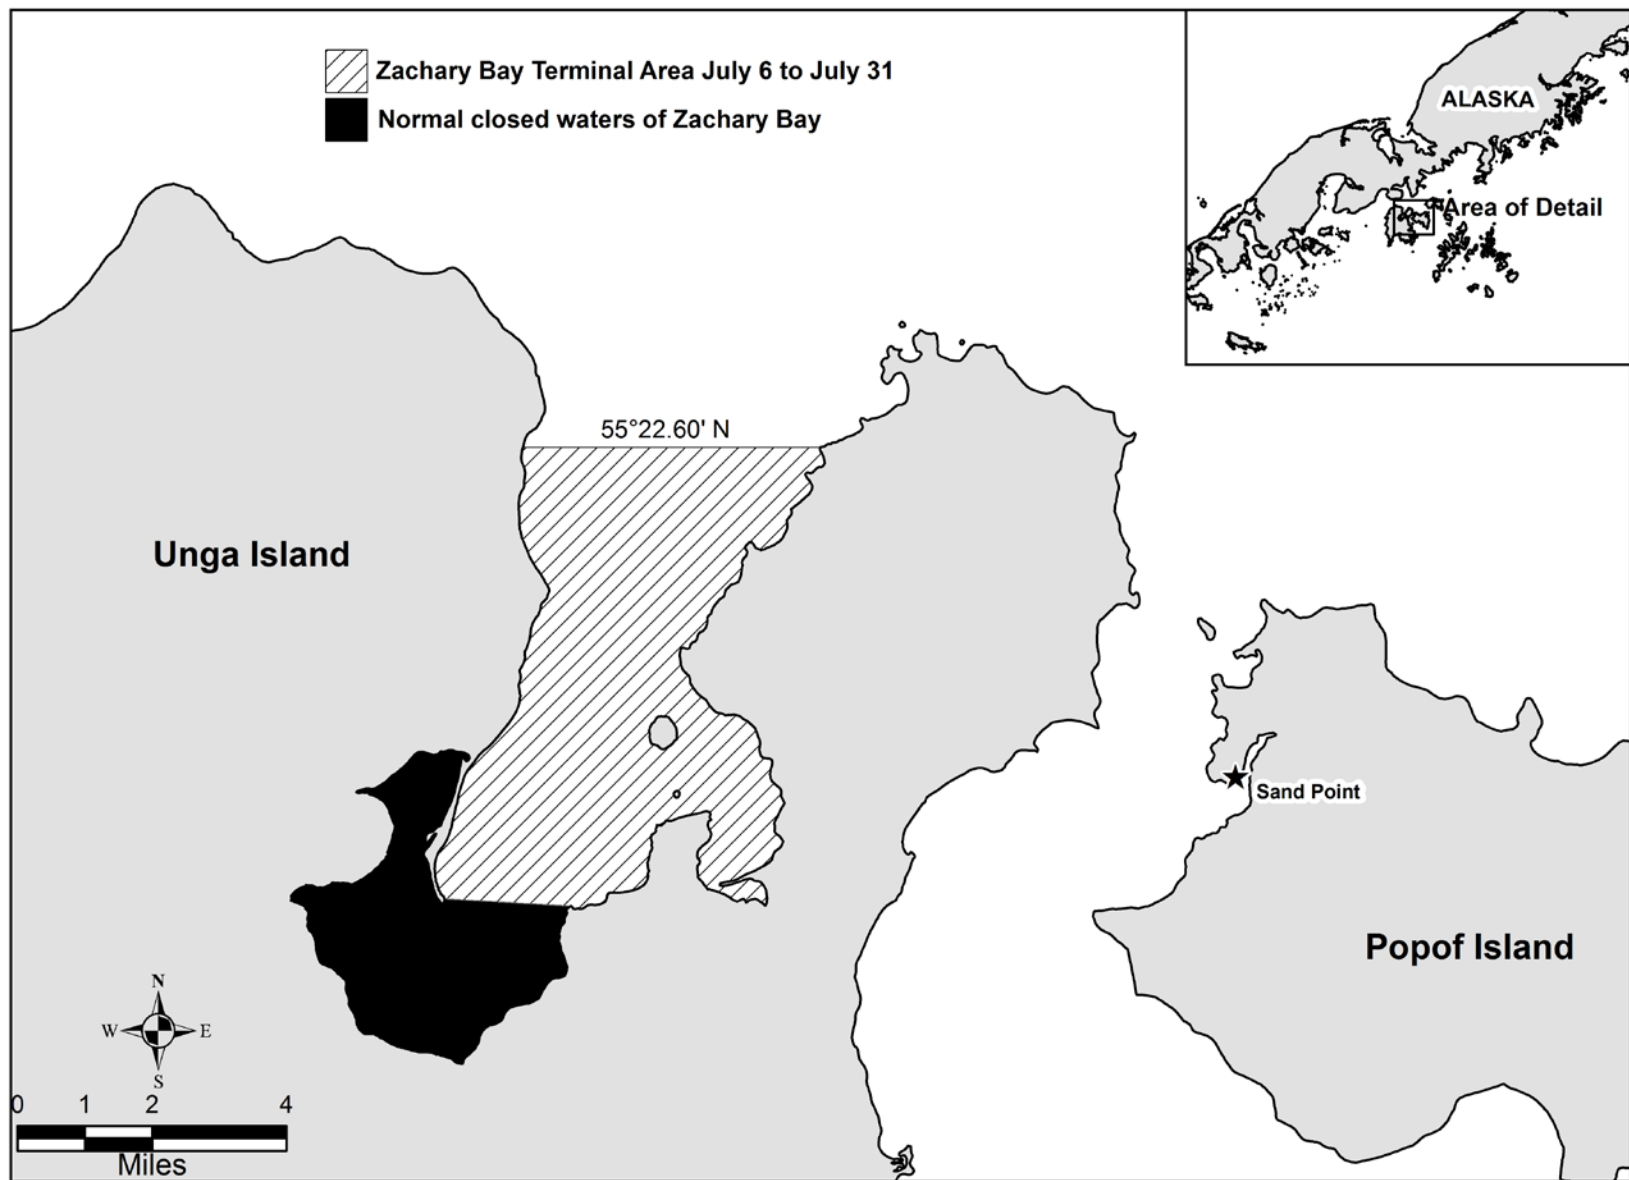 Zachary Bay Terminal Area July 6 to July 31
Normal closed waters of Zachary Bay
ALASKA
Area of Detail
55°22.60' N
Unga Island
Sand Point
Popof Island
N
W E
S
0 1 2 4
Miles